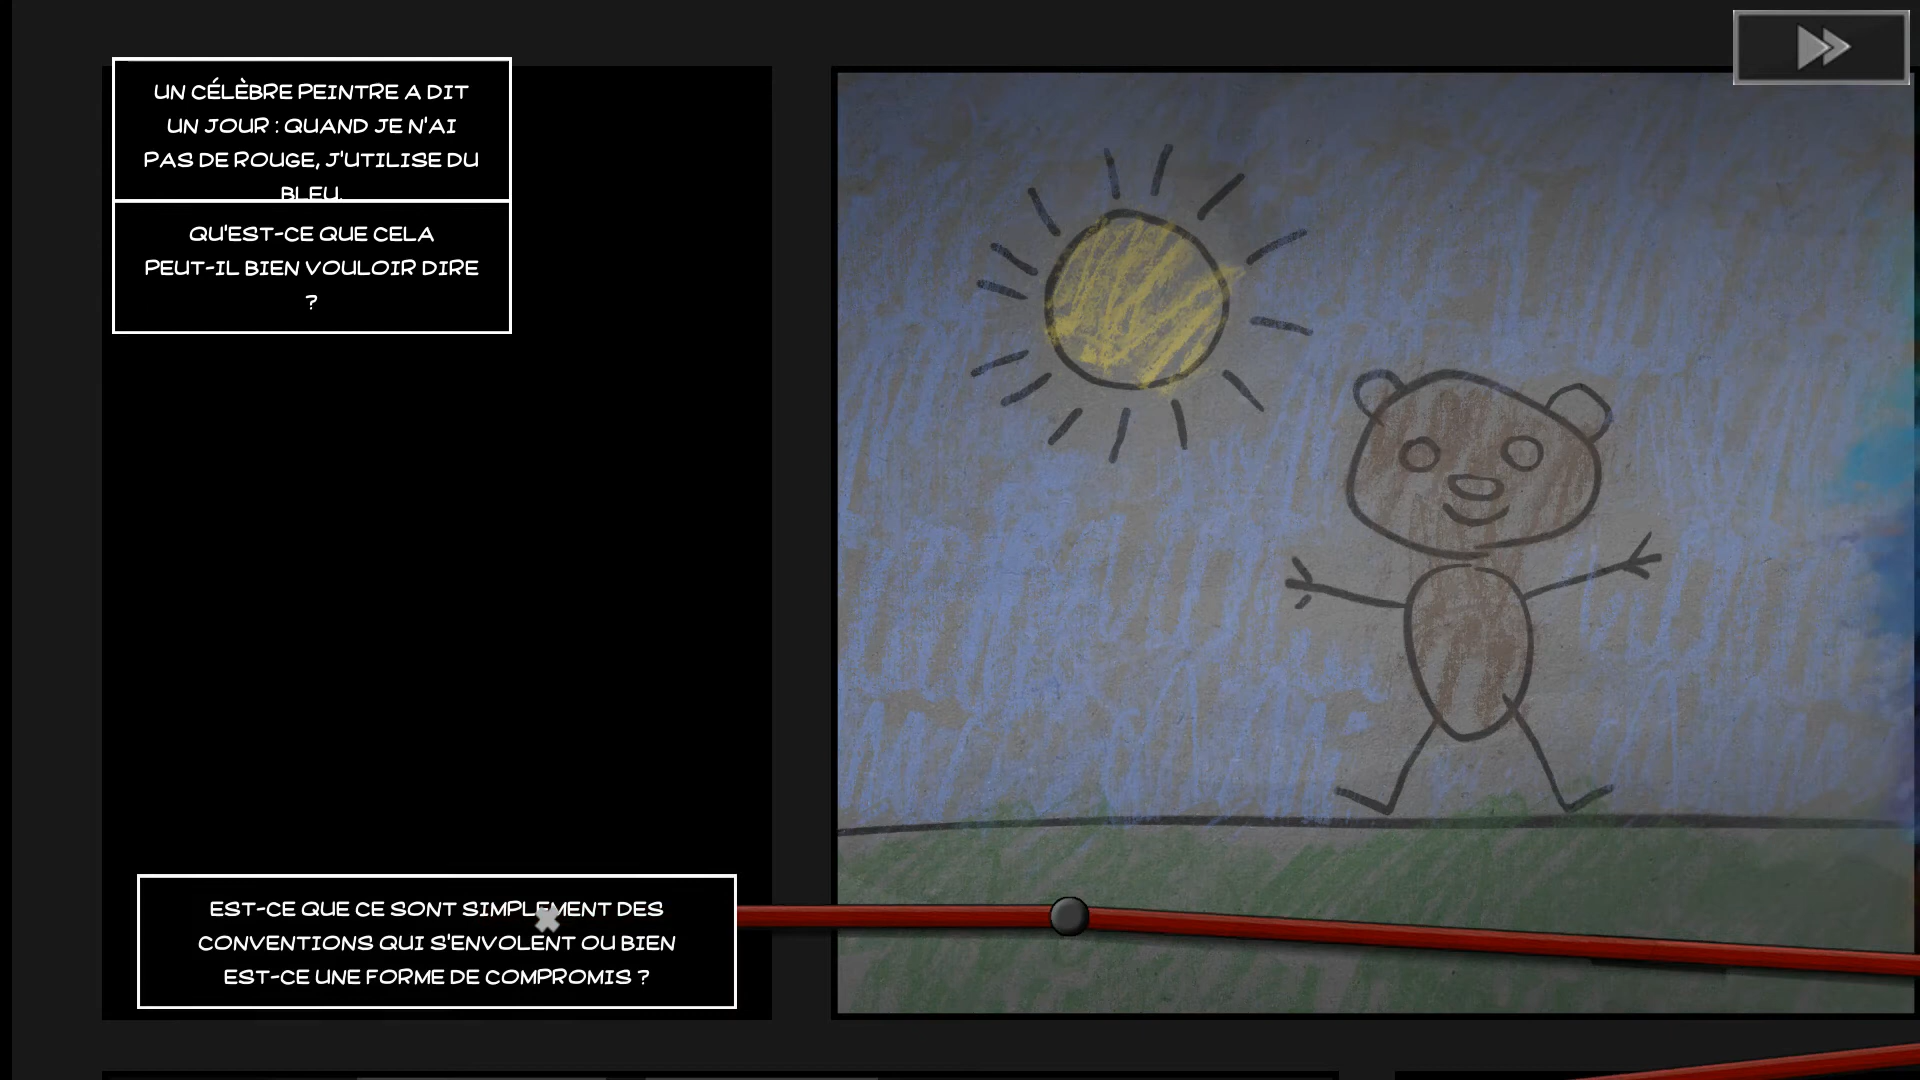 UN CÉLÈBRE PEINTRE A DIT
UN JOUR : QUAND JE N'AI
PAS DE ROUGE, J'UTILISE DU
BLEU.
QU'EST-CE QUE CELA
PEUT-IL BIEN VOULOIR DIRE
?
EST-CE QUE CE SONT SIMPLEMENT DES
CONVENTIONS QUI S'ENVOLENT OU BIEN
EST-CE UNE FORME DE COMPROMIS ?